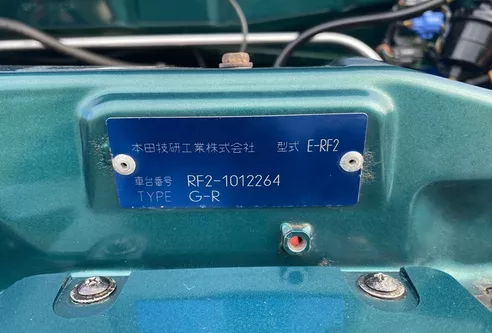 本田技研工業株式会社 型式 E-RF2
車台番号 RF2-1012264
TYPE G-R